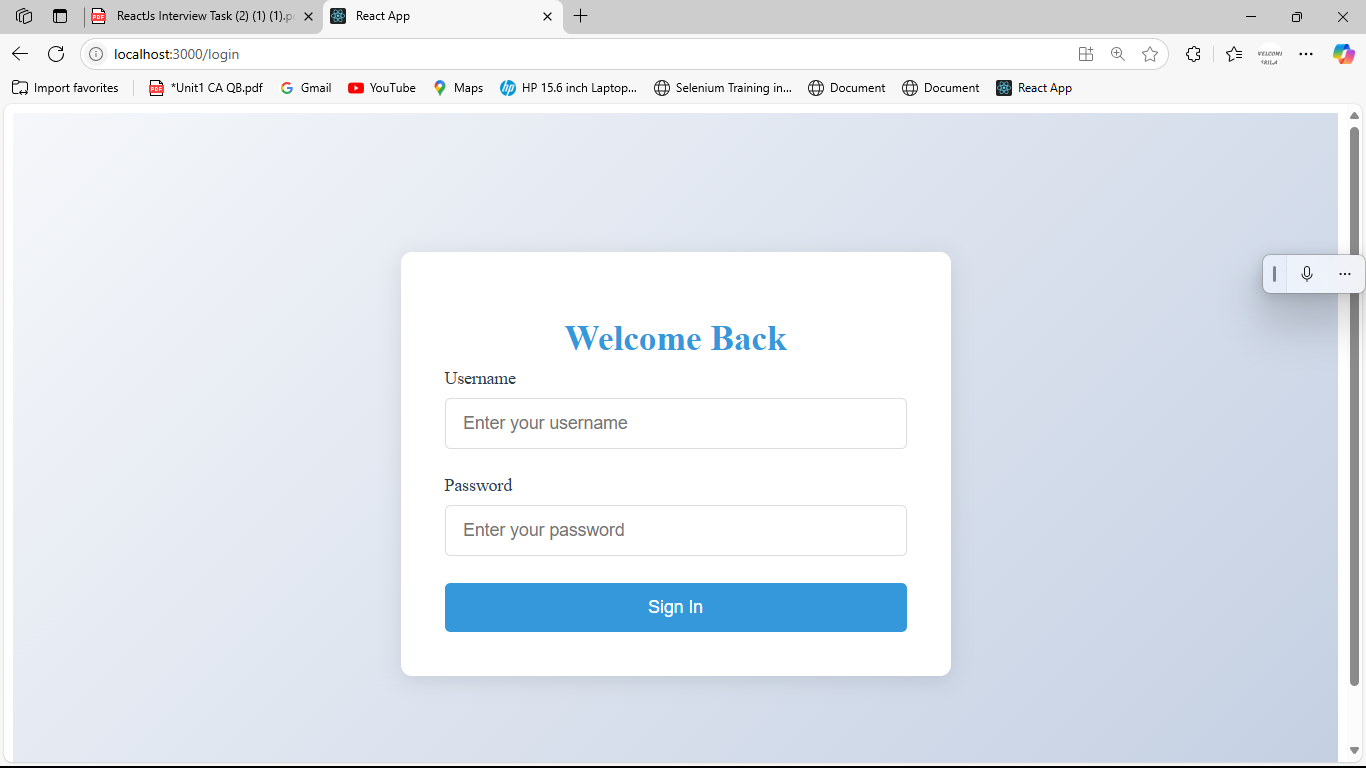 ReactJs Interview Task (2) (1) (1).p
React App
localhost:3000/login
Import favorites
*Unit1 CA QB.pdf
Gmail
YouTube
Maps
HP 15.6 inch Laptop...
Selenium Training in...
Document
Document
React App
Welcome Back
Username
Enter your username
Password
Enter your password
Sign In